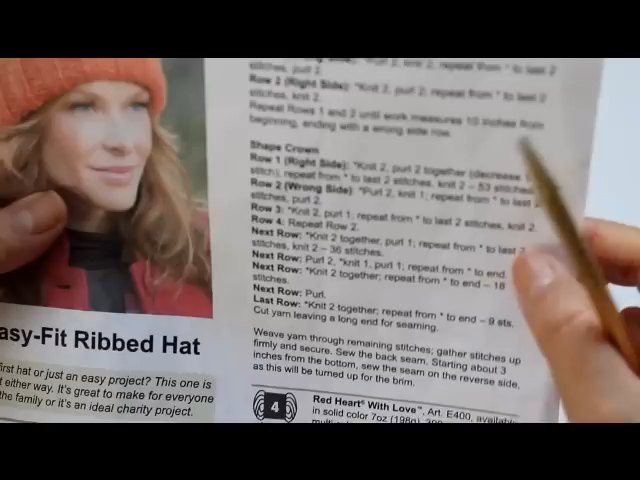 asy-Fit Ribbed Hat
first hat or just an easy project? This one is
t either way. It's great to make for everyone
the family or it's an ideal charity project.
2, knit 2, repeat from * to last 2
stitches, purl 2.
Row 2 (Right Side): *Knit 2, purl 2; repeat from * to last 2
stitches, knit 2.
Repeat Rows 1 and 2 until work measures 10 inches from
beginning, ending with a wrong side row.
Shape Crown
Row 1 (Right Side): *Knit 2, purl 2 together (decrease
stitch), repeat from * to last 2 stitches, knit 2 – 53 stitches.
Row 2 (Wrong Side): *Purl 2, knit 1; repeat from * to last
stitches, purl 2.
Row 3: *Knit 2, purl 1; repeat from * to last 2 stitches, knit 2.
Row 4: Repeat Row 2.
Next Row: *Knit 2 together, purl 1; repeat from * to last 2
stitches, knit 2 – 36 stitches.
Next Row: Purl 2, *knit 1, purl 1; repeat from * to end.
Next Row: *Knit 2 together; repeat from * to end – 18
stitches.
Next Row: Purl.
Last Row: *Knit 2 together; repeat from * to end – 9 sts.
Cut yarn leaving a long end for seaming.
Weave yarn through remaining stitches; gather stitches up
firmly and secure. Sew the back seam. Starting about 3
inches from the bottom, sew the seam on the reverse side,
as this will be turned up for the brim.
4
Red Heart® With Love™, Art. E400, available
in solid color 7oz (198g),